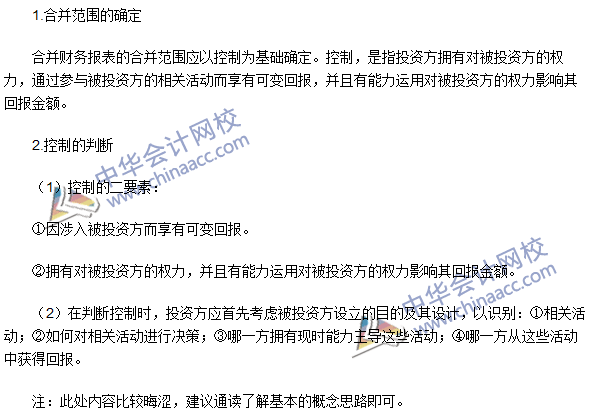 1.合并范围的确定
合并财务报表的合并范围应以控制为基础确定。控制，是指投资方拥有对被投资方的权
力，通过参与被投资方的相关活动而享有可变回报，并且有能力运用对被投资方的权力影响其
回报金额。
2.控制的判断
（1）控制的二要素：
①因涉入被投资方而享有可变回报。
②拥有对被投资方的权力，并且有能力运用对被投资方的权力影响其回报金额。
（2）在判断控制时，投资方应首先考虑被投资方设立的目的及其设计，以识别：①相关活
动；②如何对相关活动进行决策；③哪一方拥有现时能力主导这些活动；④哪一方从这些活动
中获得回报。
注：此处内容比较晦涩，建议通读了解基本的概念思路即可。
中华会计网校
www.chinaacc.com
中华会计网校
www.chinaacc.com